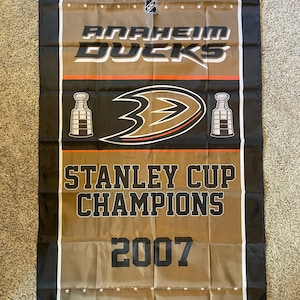 ANAHEIM
DUCKS
STANLEY CUP
CHAMPIONS
2007